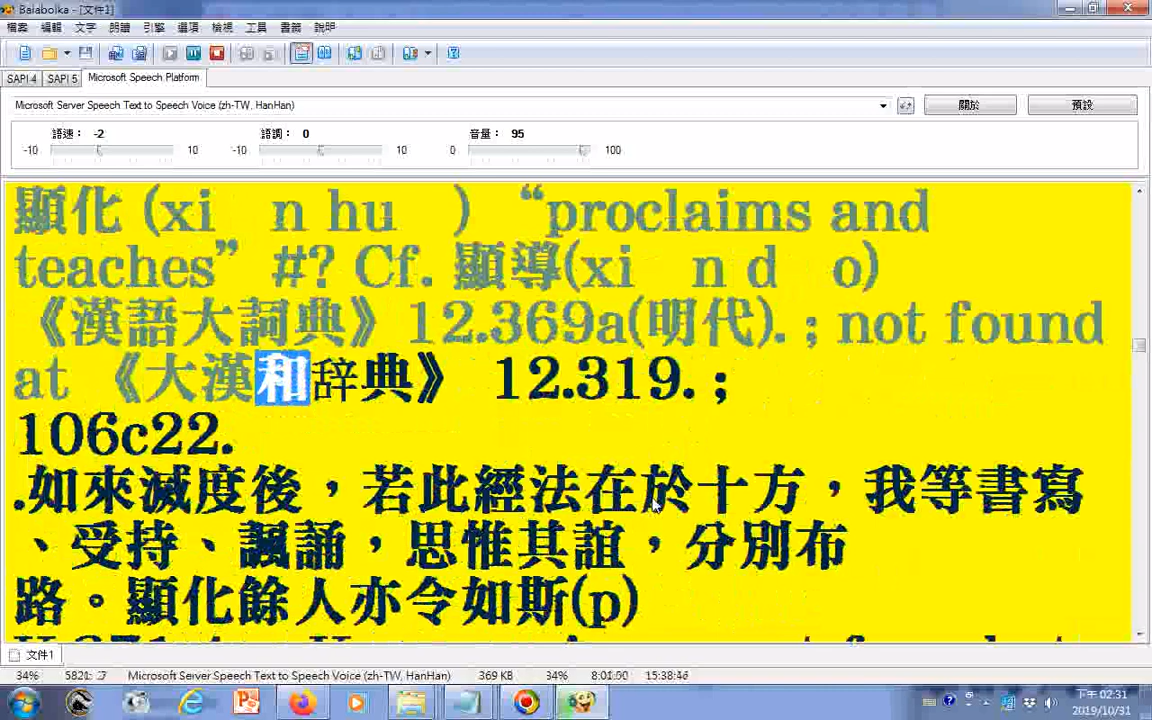 Balabolka - [文件1]
檔案 編輯 文字 朗讀 引擎 選項 檢視 工具 書籤 說明
SAPI 4 SAPI 5 Microsoft Speech Platform
Microsoft Server Speech Text to Speech Voice (zh-TW, HanHan) 關於 預設
語速： -2 語調： 0 音量： 95
-10 10 -10 10 0 100
顯化 (xi n hu ) “proclaims and
teaches” #? Cf. 顯導(xi n d o)
《漢語大詞典》 12.369a(明代). ; not found
at 《大漢和辞典》 12.319. ;
106c22.
.如來滅度後，若此經法在於十方，我等書寫
、受持、諷誦，思惟其誼，分別布
路。顯化餘人亦令如斯(p)
文件1
34% Microsoft Server Speech Text to Speech Voice (zh-TW, HanHan) 369 KB 34%
下午 02:31
2019/10/31